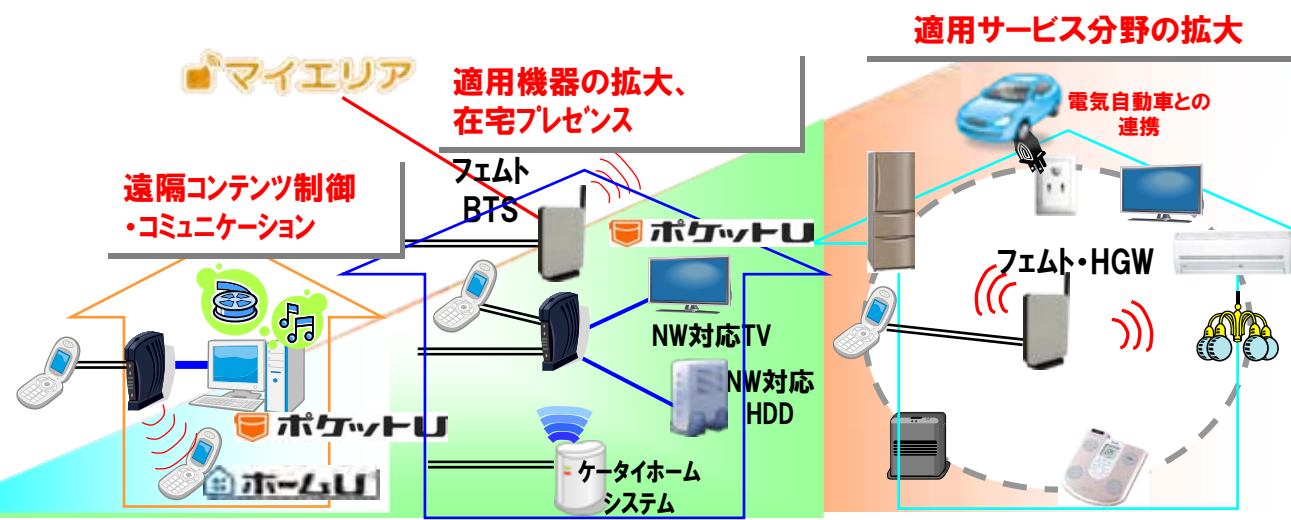 適用サービス分野の拡大
マイエリア
適用機器の拡大、
在宅プレゼンス
電気自動車との
連携
遠隔コンテンツ制御
・コミュニケーション
フェムト
BTS
ポケットU
フェムト・HGW
NW対応TV
NW対応
HDD
ポケットU
ホームU
ケータイホーム
システム